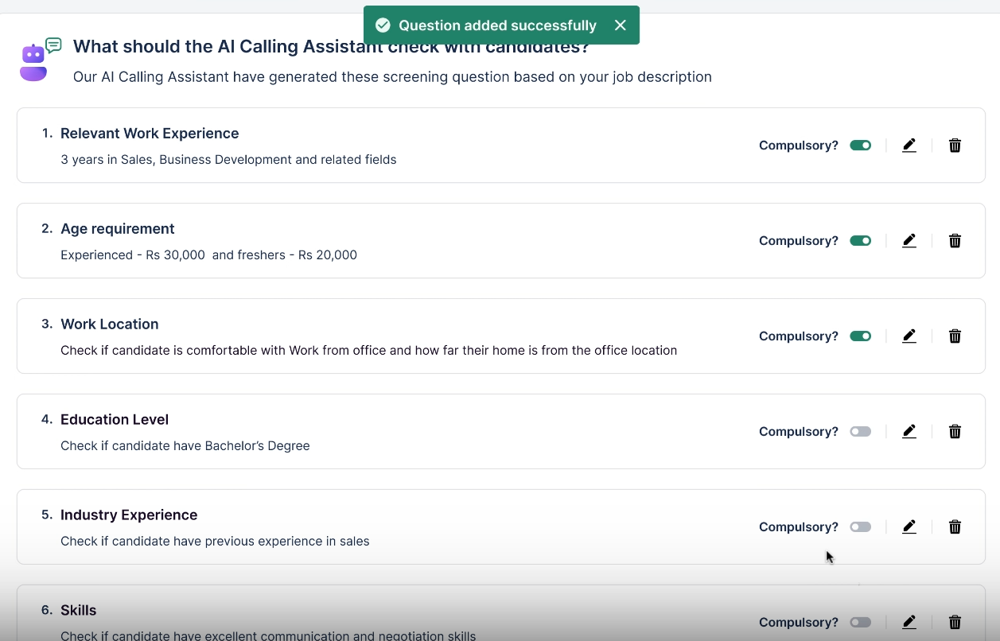 Question added successfully
What should the AI Calling Assistant check with candidates?
Our AI Calling Assistant have generated these screening question based on your job description
1. Relevant Work Experience
3 years in Sales, Business Development and related fields
Compulsory?
2. Age requirement
Experienced - Rs 30,000  and freshers - Rs 20,000
Compulsory?
3. Work Location
Check if candidate is comfortable with Work from office and how far their home is from the office location
Compulsory?
4. Education Level
Check if candidate have Bachelor’s Degree
Compulsory?
5. Industry Experience
Check if candidate have previous experience in sales
Compulsory?
6. Skills
Check if candidate have excellent communication and negotiation skills
Compulsory?